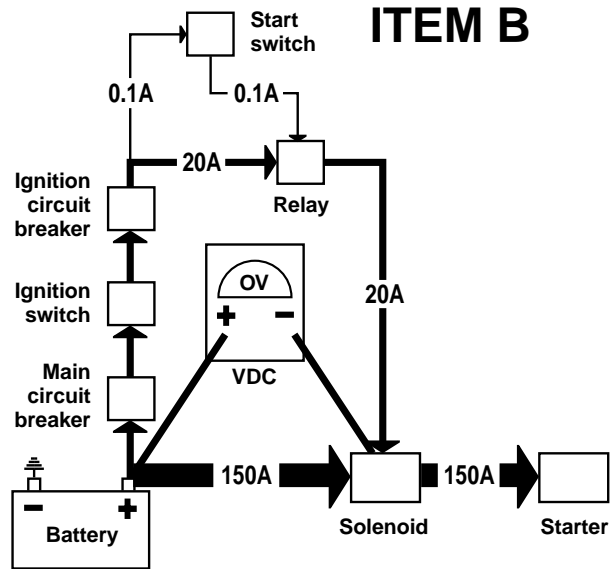 ITEM B
Start
switch
0.1A
0.1A
20A
Relay
Ignition
circuit
breaker
Ignition
switch
Main
circuit
breaker
OV
+ -
VDC
20A
150A
150A
- +
Battery
Solenoid
Starter